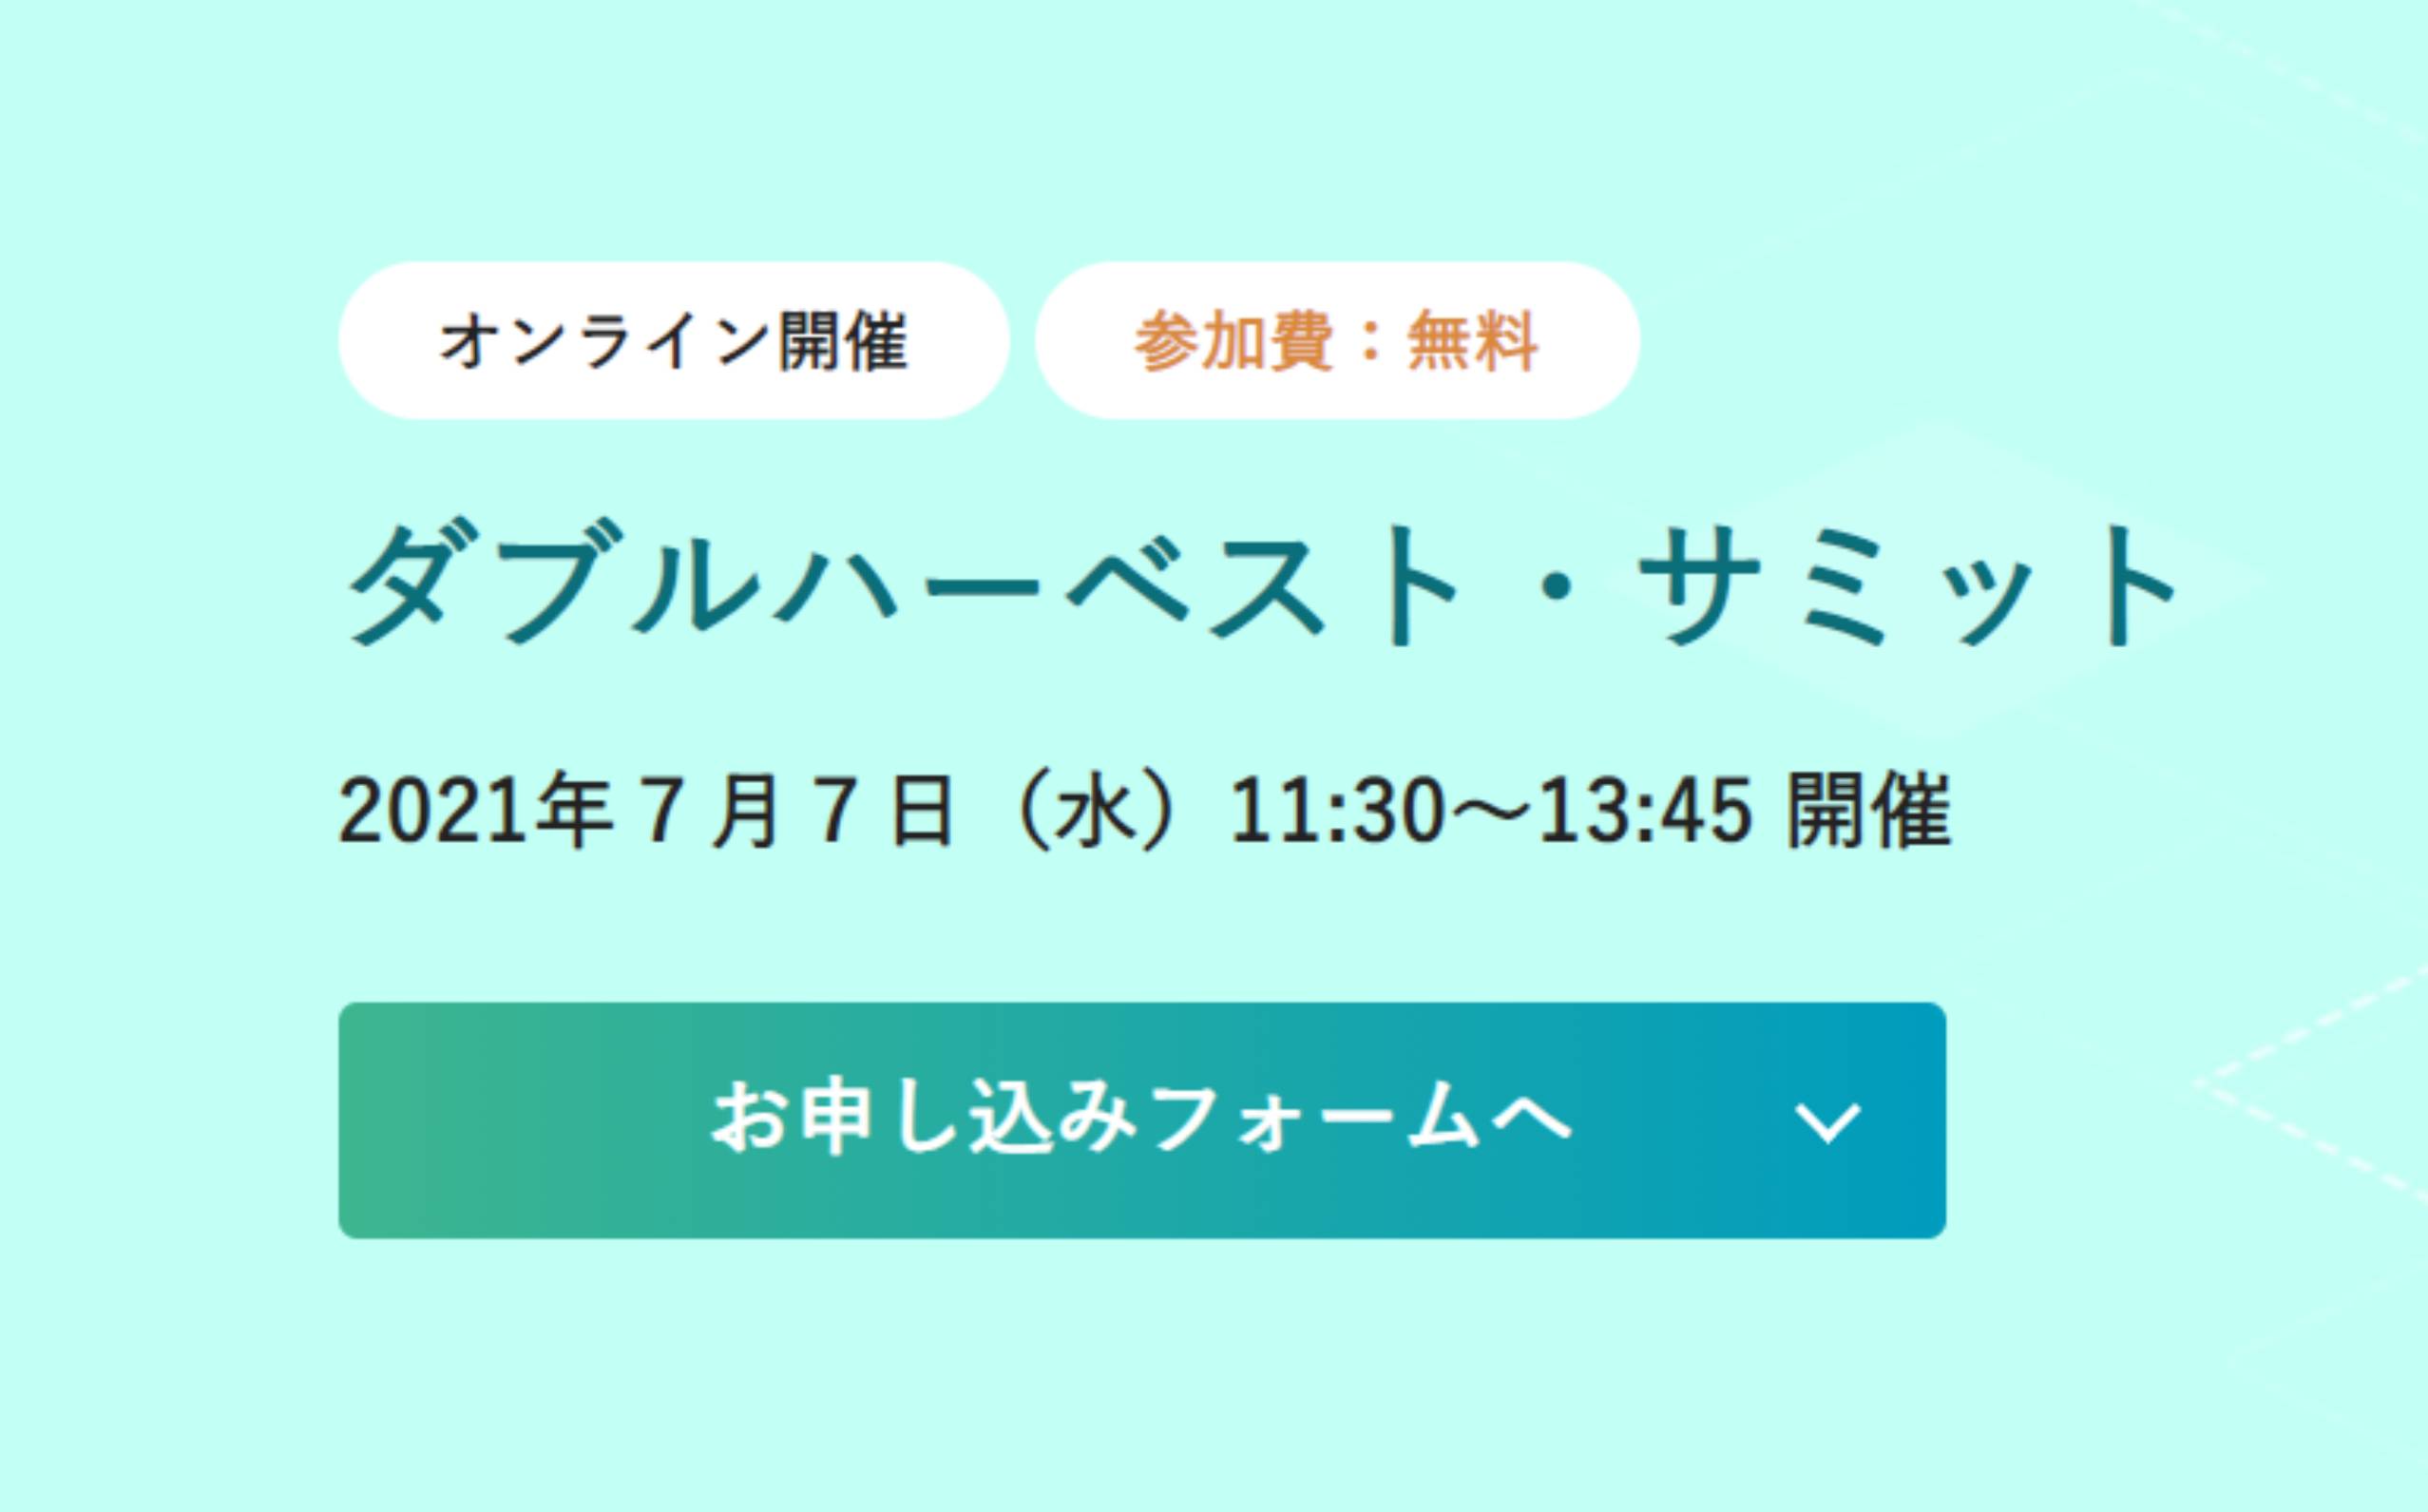 オンライン開催 参加費：無料
ダブルハーベスト・サミット
2021年７月７日（水）11:30〜13:45 開催
お申し込みフォームへ